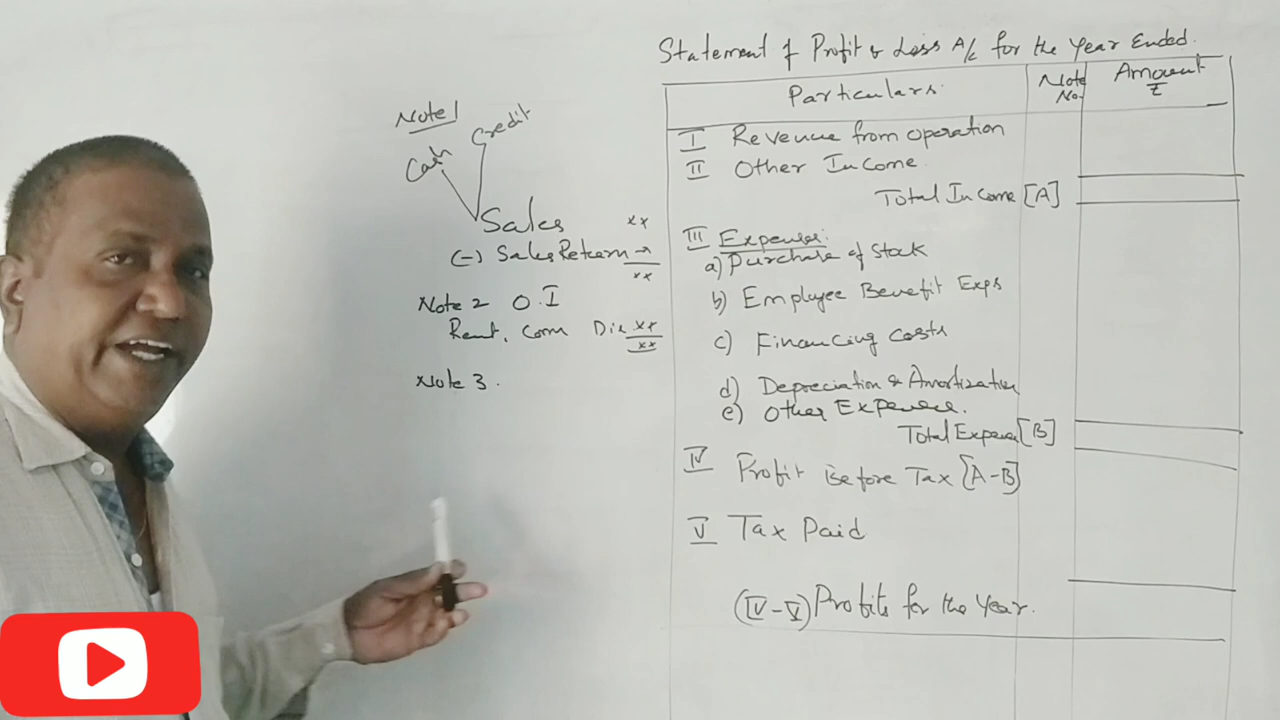 Statement of Profit & Loss A/c for the Year Ended.
Particulars.
Note No.
Amount
₹
I Revenue from operation
II Other Income.
Total Income [A]
III Expenses:
a) Purchase of Stock
b) Employee Benefit Exps
c) Financing Costs
d) Depreciation & Amortization
e) Other Expenses.
Total Expenses [B]
IV Profit Before Tax [A-B]
V Tax Paid
(IV-V) Profits for the Year.
Note 1
Cash Credit
Sales xx
(-) Sales Return
xx
Note 2 O.I
Rent, Com Div xx
xx
Note 3.